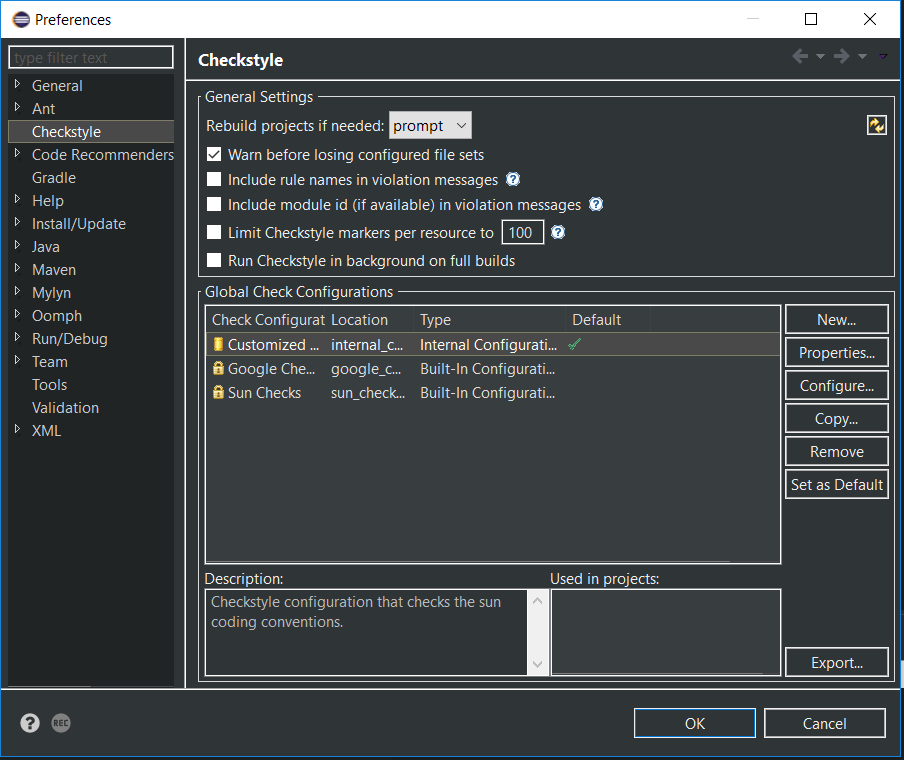 Preferences
type filter text
General
Ant
Checkstyle
Code Recommenders
Gradle
Help
Install/Update
Java
Maven
Mylyn
Oomph
Run/Debug
Team
Tools
Validation
XML
Checkstyle
General Settings
Rebuild projects if needed: prompt
Warn before losing configured file sets
Include rule names in violation messages
Include module id (if available) in violation messages
Limit Checkstyle markers per resource to 100
Run Checkstyle in background on full builds
Global Check Configurations
Check Configurat Location Type Default
Customized ... internal_c... Internal Configurati...
Google Che... google_c... Built-In Configurati...
Sun Checks sun_check... Built-In Configurati...
New...
Properties...
Configure...
Copy...
Remove
Set as Default
Description:
Checkstyle configuration that checks the sun
coding conventions.
Used in projects:
Export...
REC
OK
Cancel